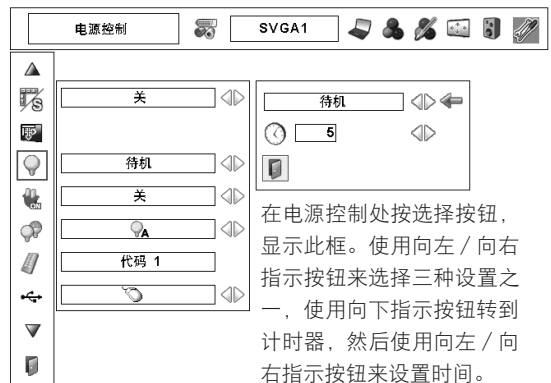 电源控制
SVGA1
S
关
待机
5
待机
ON
关
A
代码 1
在电源控制处按选择按钮，
显示此框。使用向左／向右
指示按钮来选择三种设置之
一，使用向下指示按钮转到
计时器，然后使用向左／向
右指示按钮来设置时间。